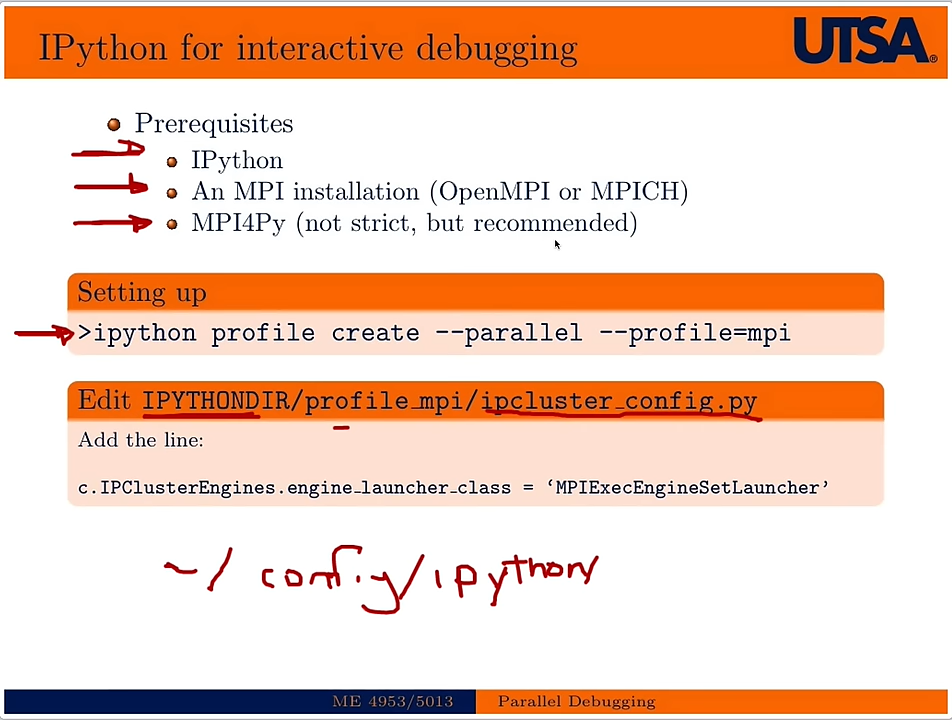 IPython for interactive debugging
UTSA®
Prerequisites
IPython
An MPI installation (OpenMPI or MPICH)
MPI4Py (not strict, but recommended)
Setting up
>ipython profile create --parallel --profile=mpi
Edit IPYTHONDIR/profile_mpi/ipcluster_config.py
Add the line:
c.IPClusterEngines.engine_launcher_class = ‘MPIExecEngineSetLauncher’
~/ config/ipython/
ME 4953/5013 Parallel Debugging